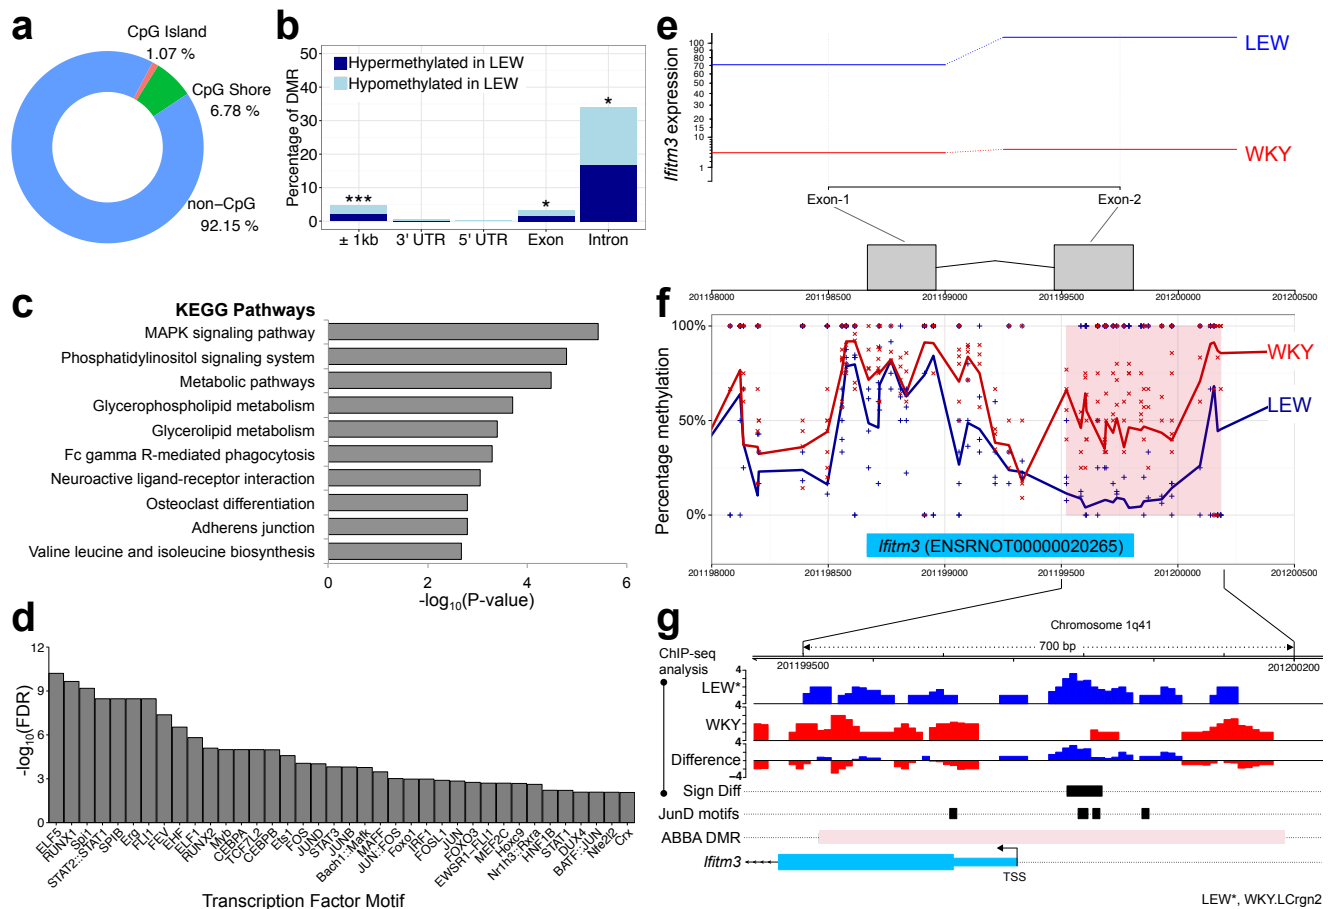 a
CpG Island
1.07 %
CpG Shore
6.78 %
non-CpG
92.15 %
b
Percentage of DMR
50
40
30
20
10
0
Hypermethylated in LEW
Hypomethylated in LEW
***
*
*
± 1kb
3' UTR
5' UTR
Exon
Intron
c
KEGG Pathways
MAPK signaling pathway
Phosphatidylinositol signaling system
Metabolic pathways
Glycerophospholipid metabolism
Glycerolipid metabolism
Fc gamma R-mediated phagocytosis
Neuroactive ligand-receptor interaction
Osteoclast differentiation
Adherens junction
Valine leucine and isoleucine biosynthesis
0 2 4 6
-log10(P-value)
d
-log10(FDR)
12
9
6
3
0
ELF5
RUNX1
Spi1
STAT2::STAT1
SPIB
Erg
FLI1
FEV
EHF
ELF1
RUNX2
Myb
CEBPA
TCF7L2
CEBPB
Ets1
FOS
JUND
STAT3
JUNB
Bach1::Mafk
MAFF
JUN::FOS
Foxo1
IRF1
FOSL1
JUN
FOXO3
EWSR1-FLI1
MEF2C
Hoxc9
Nr1h3::Rxra
HNF1B
STAT1
DUX4
BATF::JUN
Nfe2l2
Crx
Transcription Factor Motif
e
Ifitm3 expression
100
90
80
70
60
50
40
30
20
15
10
1
LEW
WKY
Exon-1
Exon-2
201198000 201198500 201199000 201199500 201200000 201200500
f
Percentage methylation
100%
50%
0%
WKY
LEW
Ifitm3 (ENSRNOT00000020265)
201198000 201198500 201199000 201199500 201200000 201200500
g
Chromosome 1q41
700 bp
ChIP-seq
analysis
201199500
201200200
4
LEW*
4
WKY
4
Difference
−4
Sign Diff
JunD motifs
ABBA DMR
Ifitm3
TSS
LEW*, WKY.LCrgn2